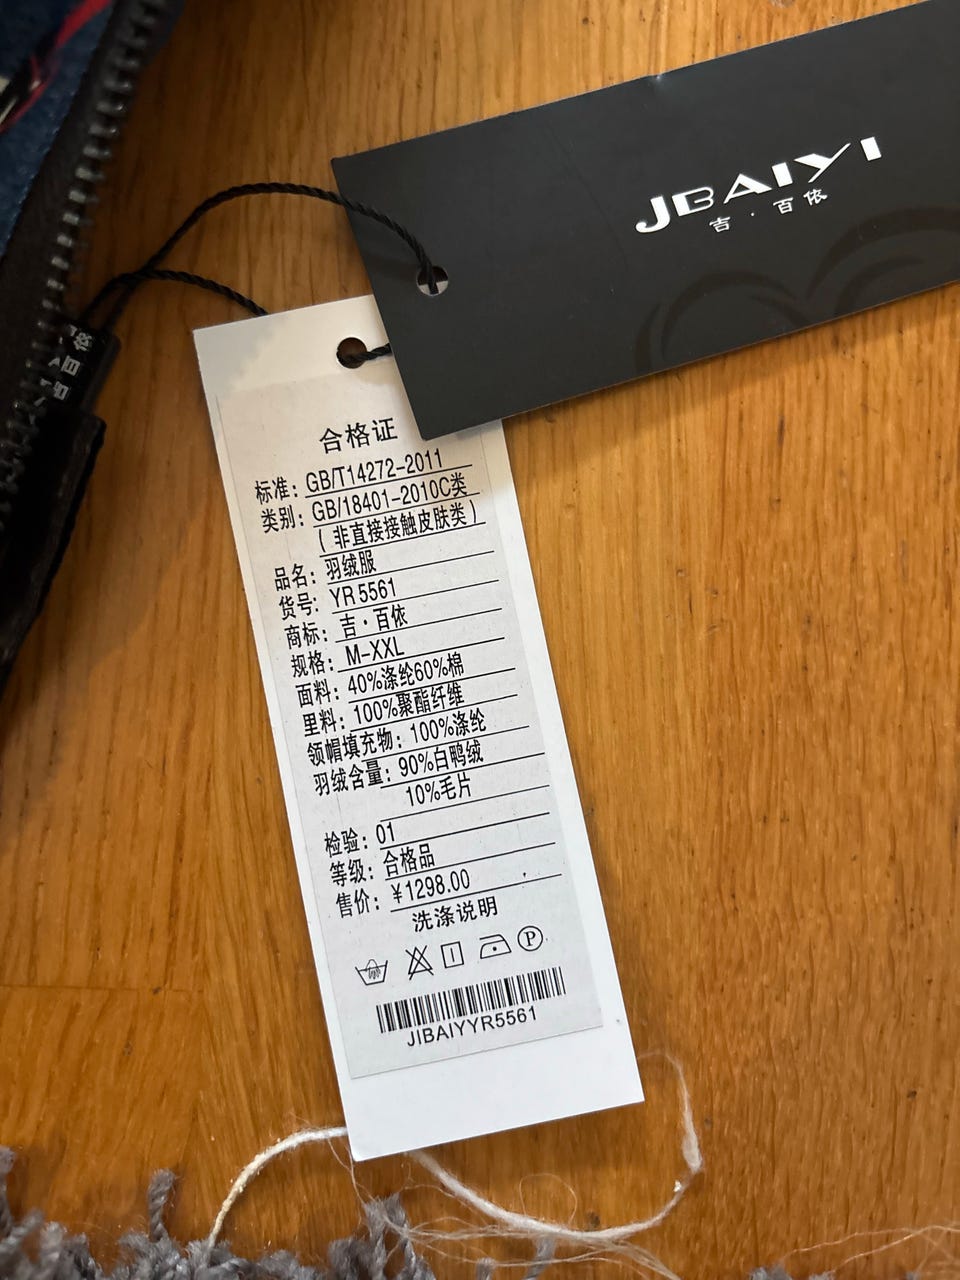 JBAIYI
吉·百依
吉百依
合格证
标准: GB/T14272-2011
类别: GB/18401-2010C类
(非直接接触皮肤类)
品名: 羽绒服
货号: YR5561
商标: 吉·百依
规格: M-XXL
面料: 40%涤纶60%棉
里料: 100%聚酯纤维
领帽填充物: 100%涤纶
羽绒含量: 90%白鸭绒
10%毛片
检验: 01
等级: 合格品
售价: ¥1298.00
洗涤说明
P
JIBAIYYR5561